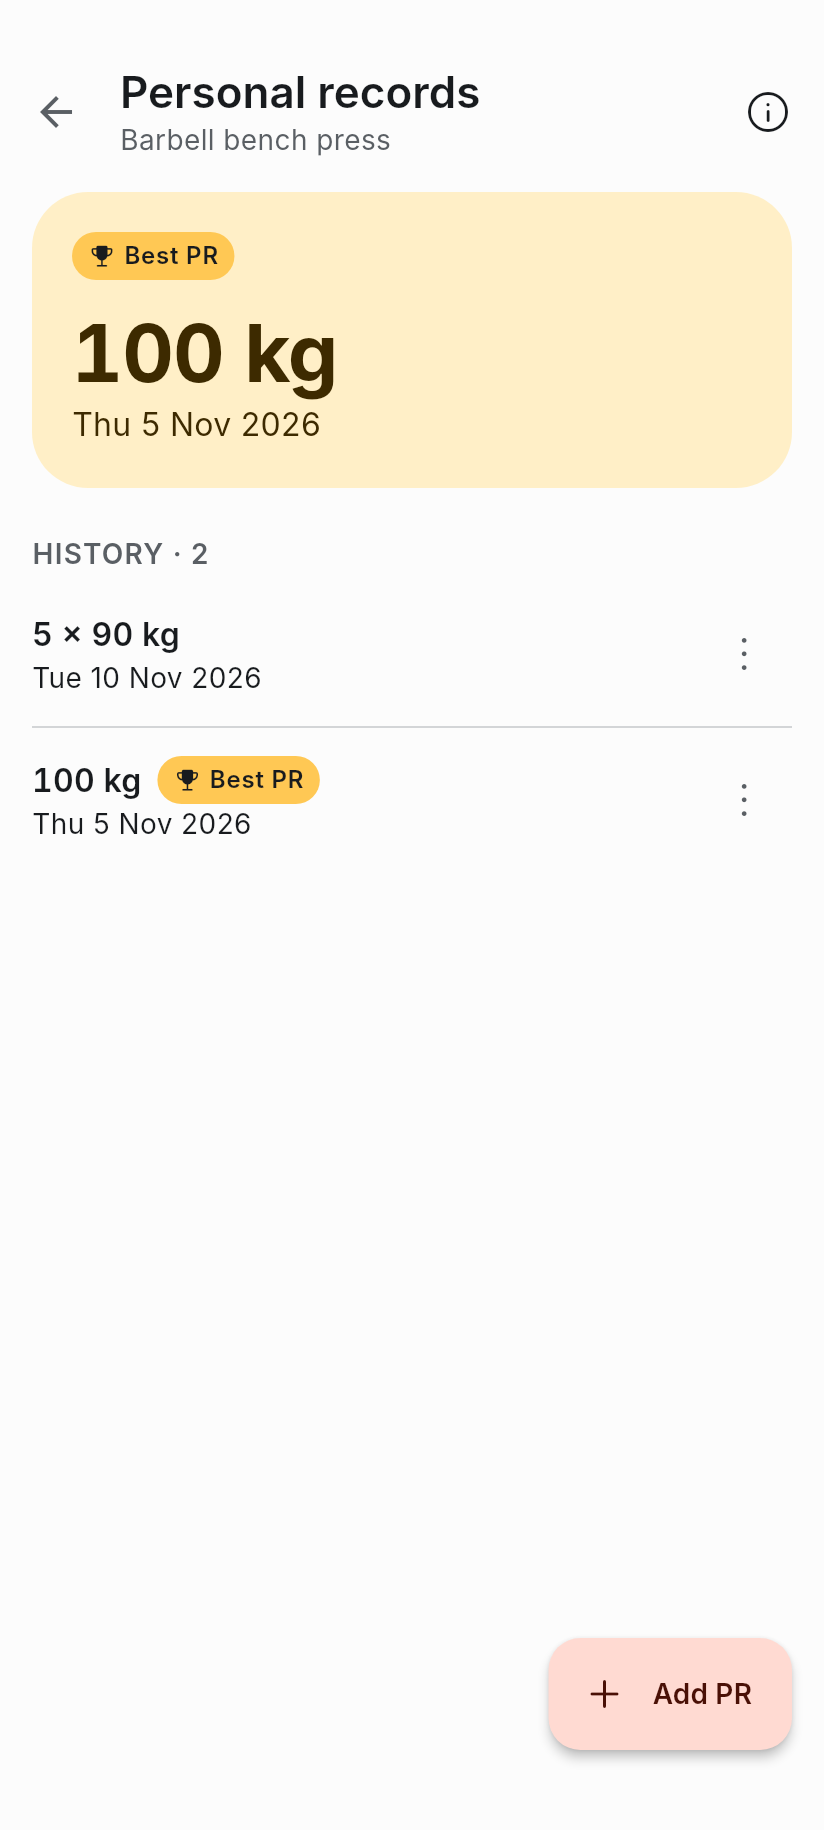 Personal records
Barbell bench press
Best PR
100 kg
Thu 5 Nov 2026
HISTORY · 2
5 × 90 kg
Tue 10 Nov 2026
100 kg Best PR
Thu 5 Nov 2026
Add PR